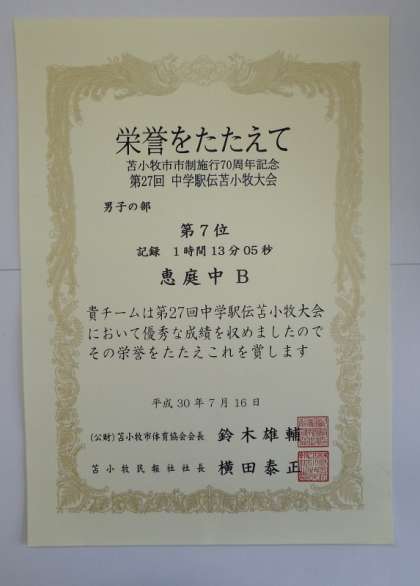 栄誉をたたえて
苫小牧市市制施行70周年記念
第27回 中学駅伝苫小牧大会
男子の部
第7位
記録 1時間13分05秒
恵庭中 B
貴チームは第27回中学駅伝苫小牧大会
において優秀な成績を収めましたので
その栄誉をたたえこれを賞します
平成30年7月16日
(公財)苫小牧市体育協会会長 鈴木雄輔
苫小牧民報社社長 横田泰正